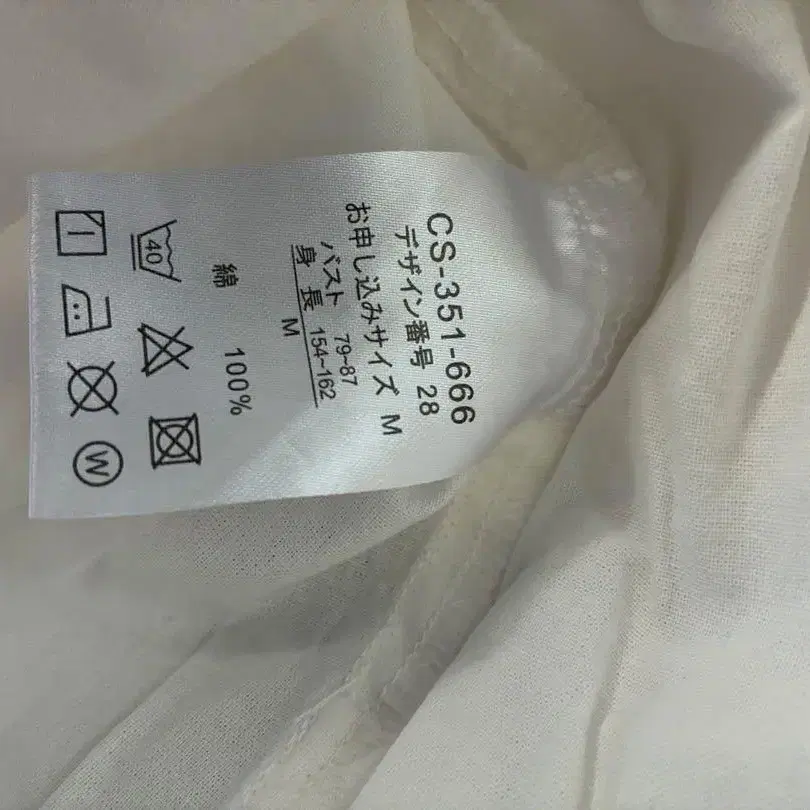 CS-351-666
デザイン番号 28
お申し込みサイズ M
バスト 79~87
身長 154~162
M
綿 100%
40
W